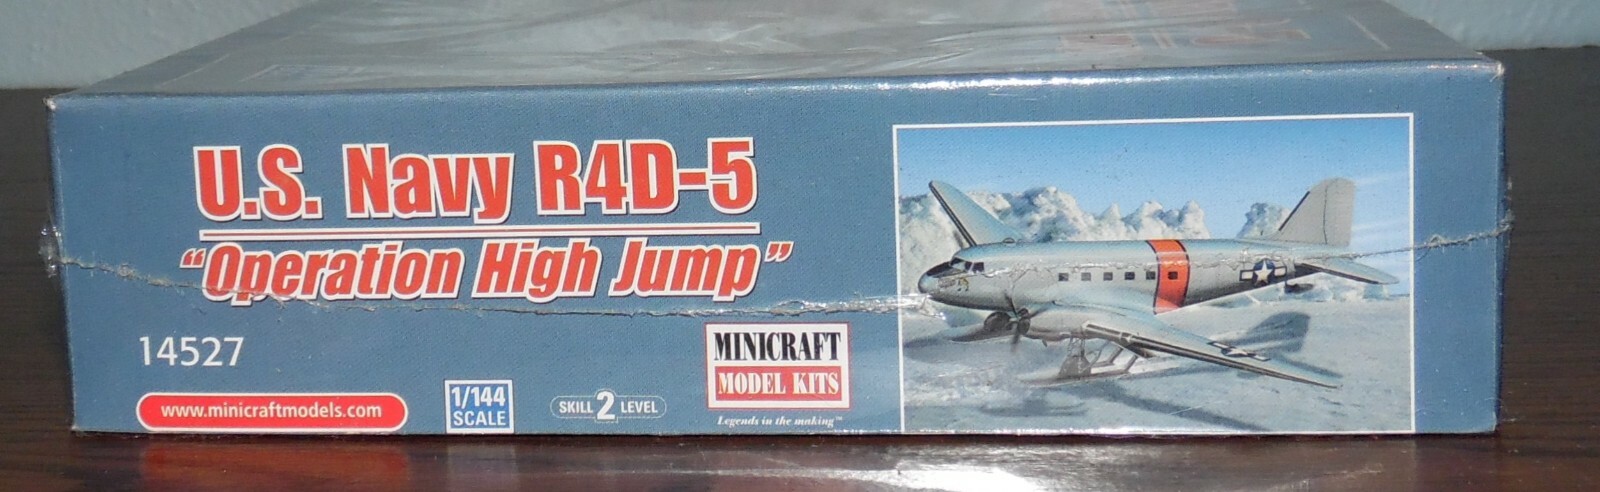 U.S. Navy R4D-5
"Operation High Jump"
14527
www.minicraftmodels.com
1/144
SCALE
SKILL 2 LEVEL
MINICRAFT
MODEL KITS
Legends in the making™